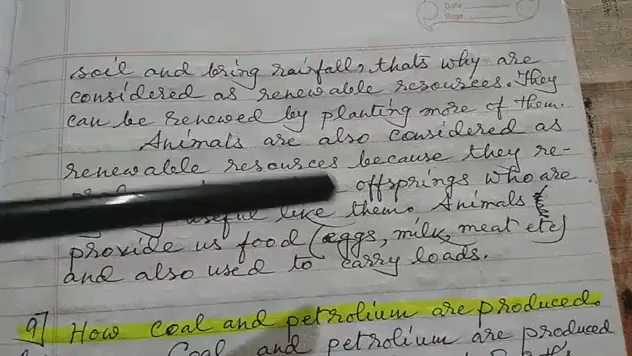 Date
Page
soil and bring rainfall, thats why are
considered as renewable resources. They
can be renewed by planting more of them.
Animals are also considered as
renewable resources because they re-
offsprings who are
useful like them. Animals
provide us food (eggs, milk, meat etc)
and also used to carry loads.
9] How coal and petrolium are produced.
Coal and petrolium are produced